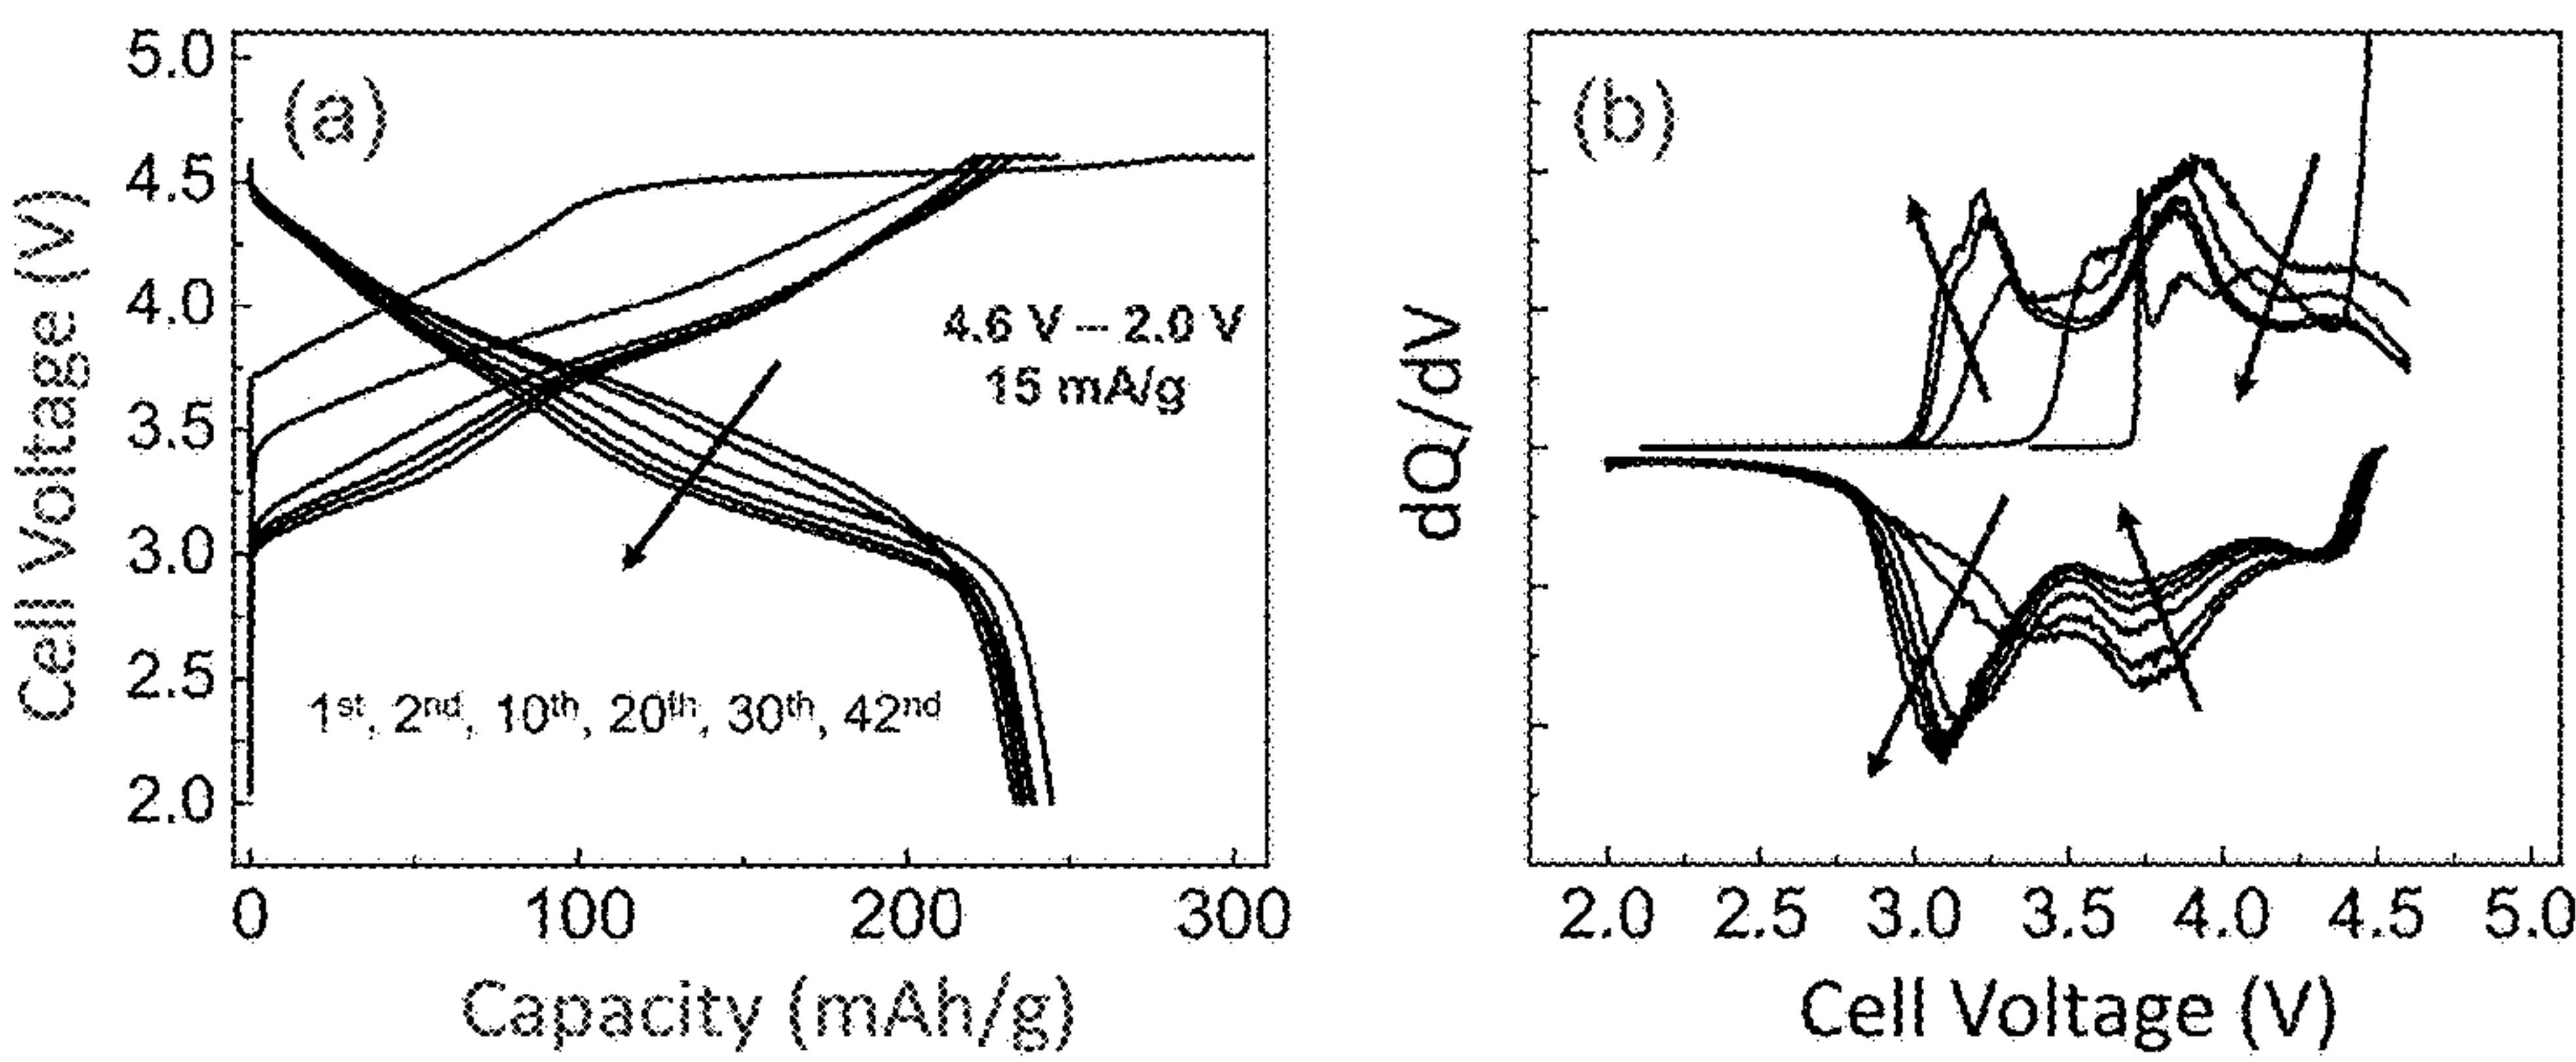 (a)
5.0
4.5
4.0
3.5
3.0
2.5
2.0
Cell Voltage (V)
4.6 V – 2.0 V
15 mA/g
1st, 2nd, 10th, 20th, 30th, 42nd
0 100 200 300
Capacity (mAh/g)
(b)
dQ/dV
2.0 2.5 3.0 3.5 4.0 4.5 5.0
Cell Voltage (V)